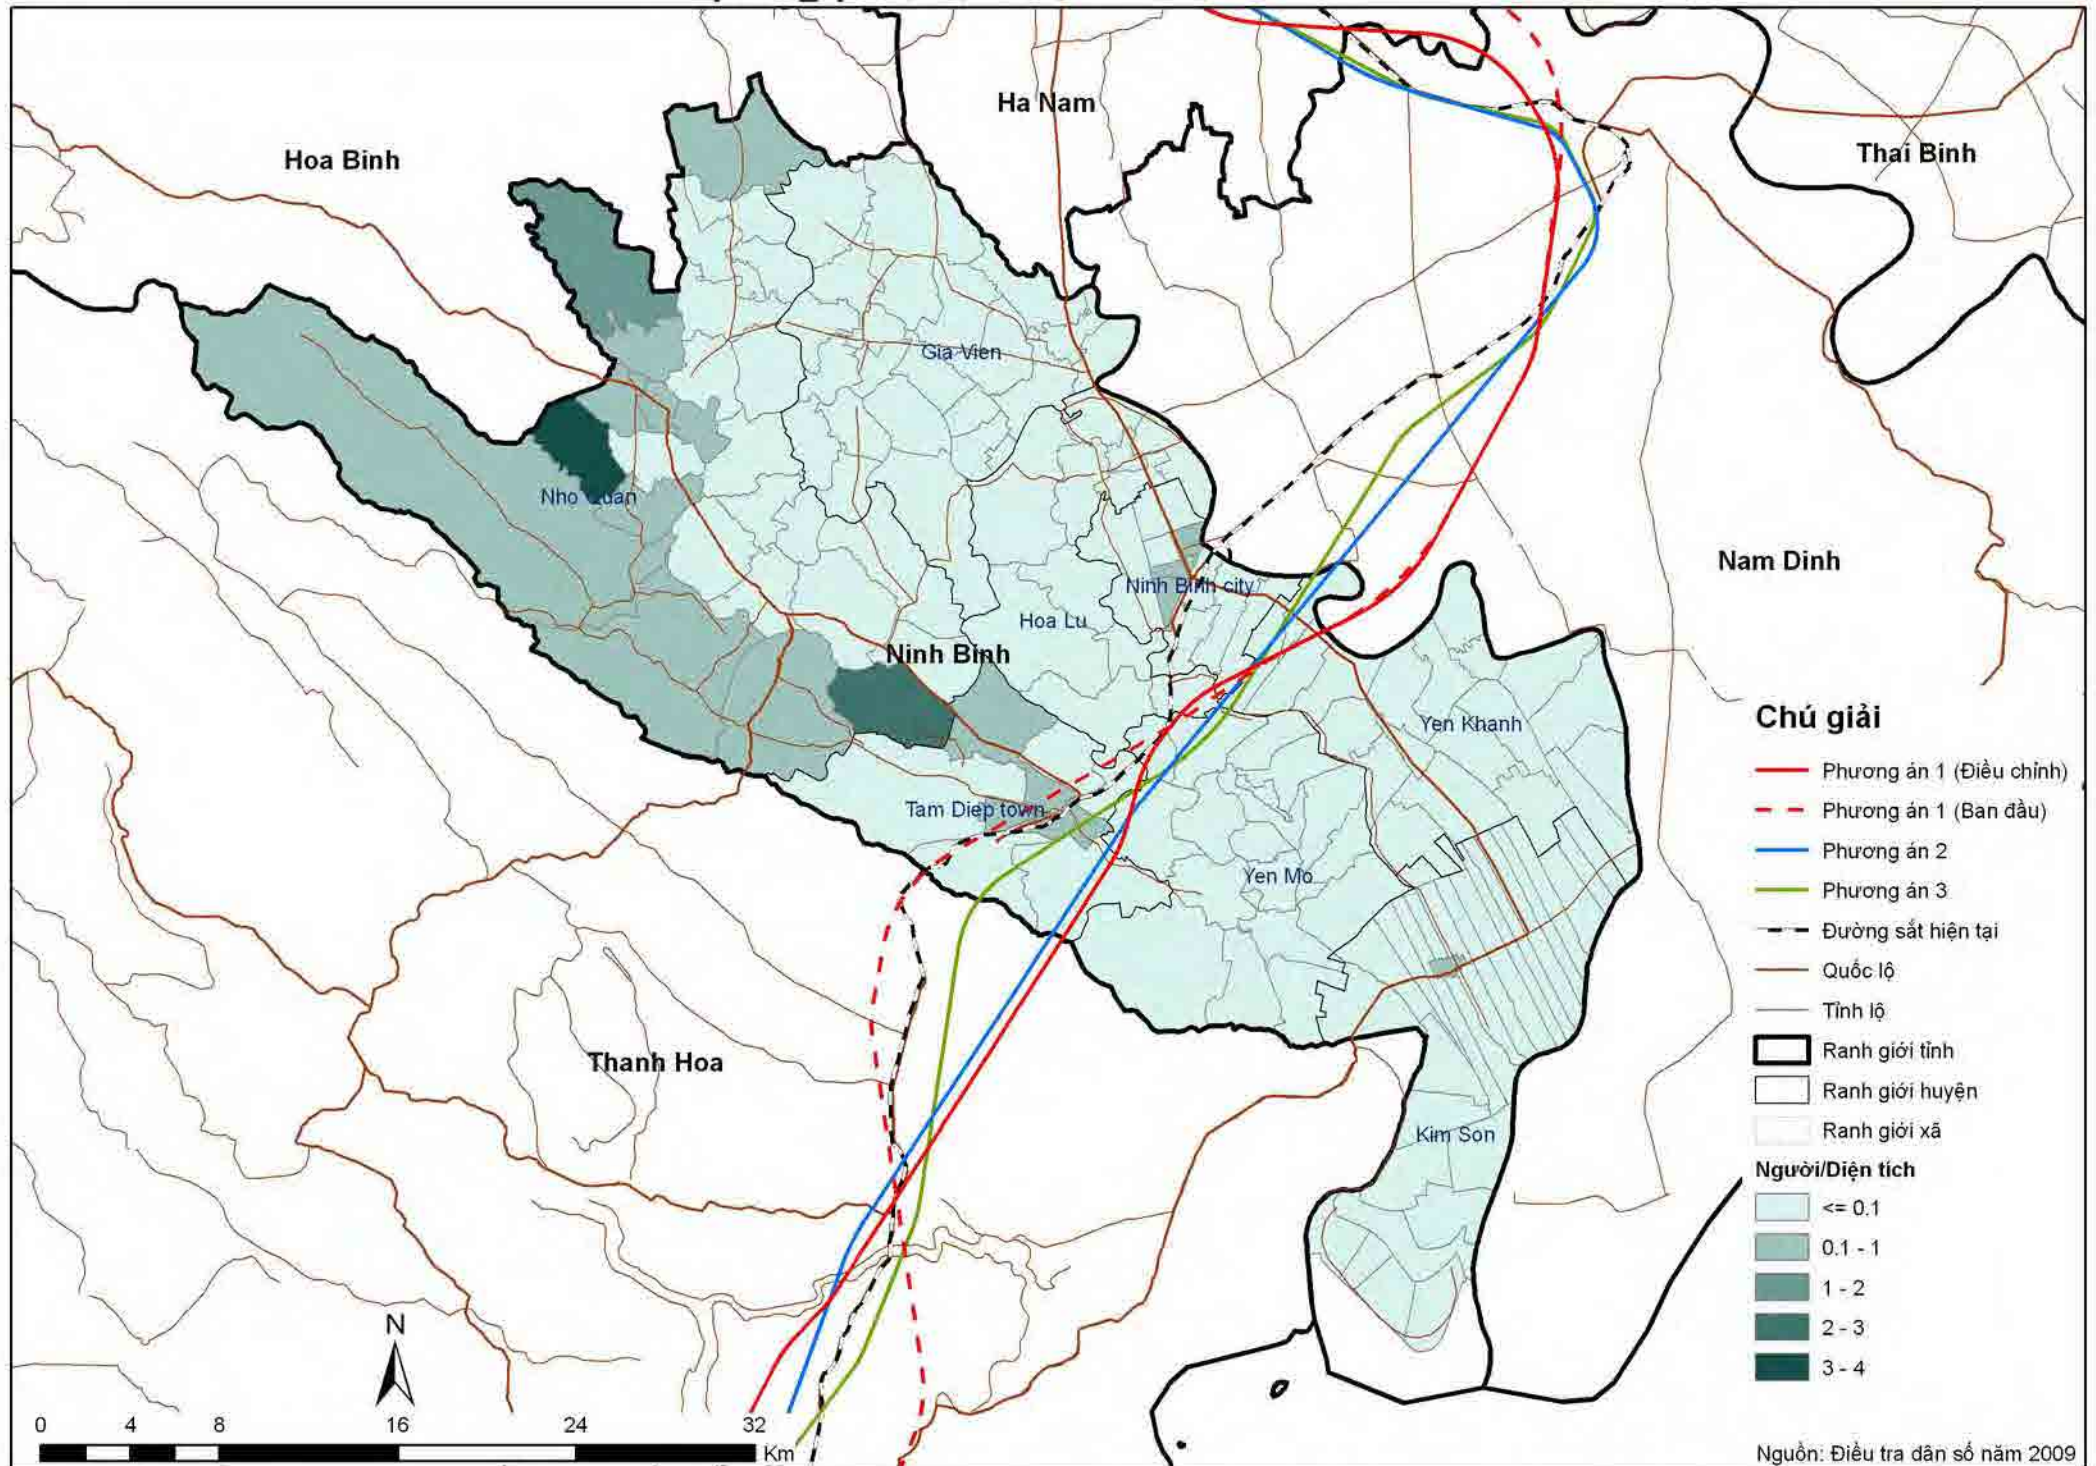 Ha Nam
Hoa Binh
Thai Binh
Gia Vien
Nho Quan
Nam Dinh
Ninh Binh city
Hoa Lu
Ninh Binh
Yen Khanh
Tam Diep town
Yen Mo
Thanh Hoa
Kim Son
Chú giải
Phương án 1 (Điều chỉnh)
Phương án 1 (Ban đầu)
Phương án 2
Phương án 3
Đường sắt hiện tại
Quốc lộ
Tỉnh lộ
Ranh giới tỉnh
Ranh giới huyện
Ranh giới xã
Người/Diện tích
<= 0.1
0.1 - 1
1 - 2
2 - 3
3 - 4
N
0 4 8 16 24 32
Km
Nguồn: Điều tra dân số năm 2009